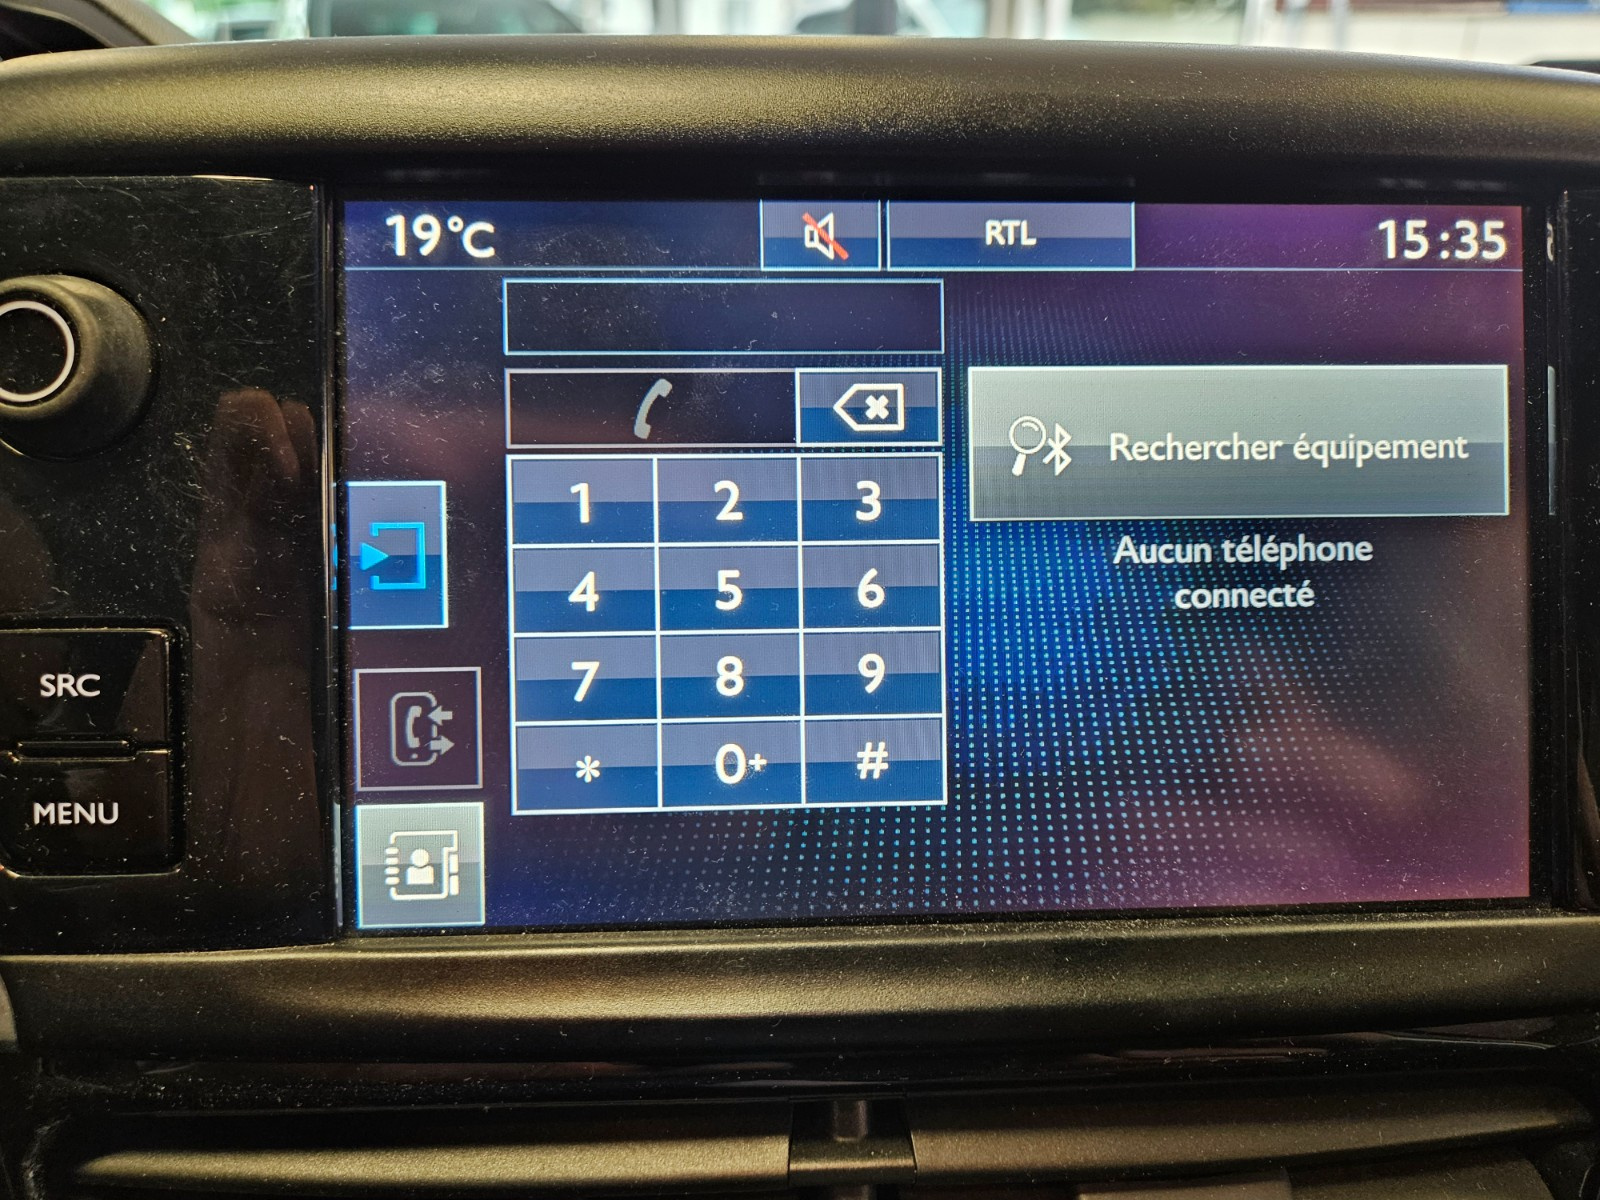 19°C
RTL
15:35
Rechercher équipement
Aucun téléphone
connecté
1 2 3
4 5 6
7 8 9
* 0+ #
SRC
MENU